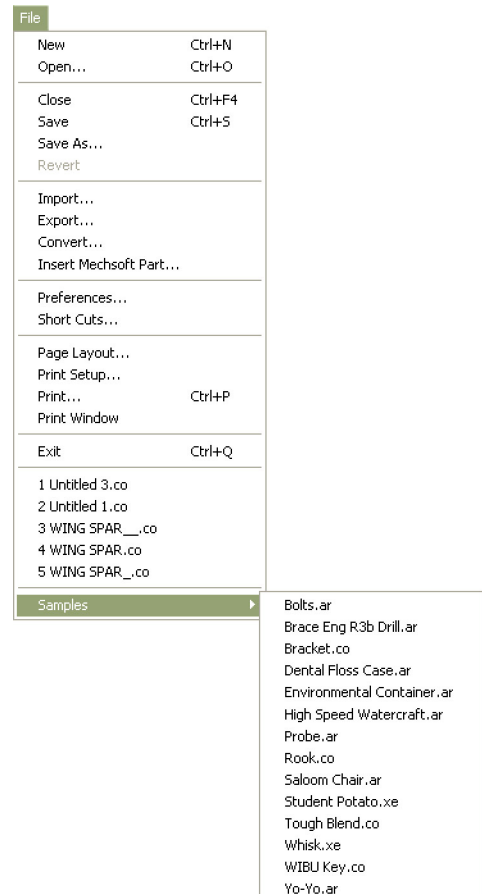 File
New Ctrl+N
Open... Ctrl+O
Close Ctrl+F4
Save Ctrl+S
Save As...
Revert
Import...
Export...
Convert...
Insert Mechsoft Part...
Preferences...
Short Cuts...
Page Layout...
Print Setup...
Print... Ctrl+P
Print Window
Exit Ctrl+Q
1 Untitled 3.co
2 Untitled 1.co
3 WING SPAR__.co
4 WING SPAR.co
5 WING SPAR_.co
Samples
Bolts.ar
Brace Eng R3b Drill.ar
Bracket.co
Dental Floss Case.ar
Environmental Container.ar
High Speed Watercraft.ar
Probe.ar
Rook.co
Saloom Chair.ar
Student Potato.xe
Tough Blend.co
Whisk.xe
WIBU Key.co
Yo-Yo.ar